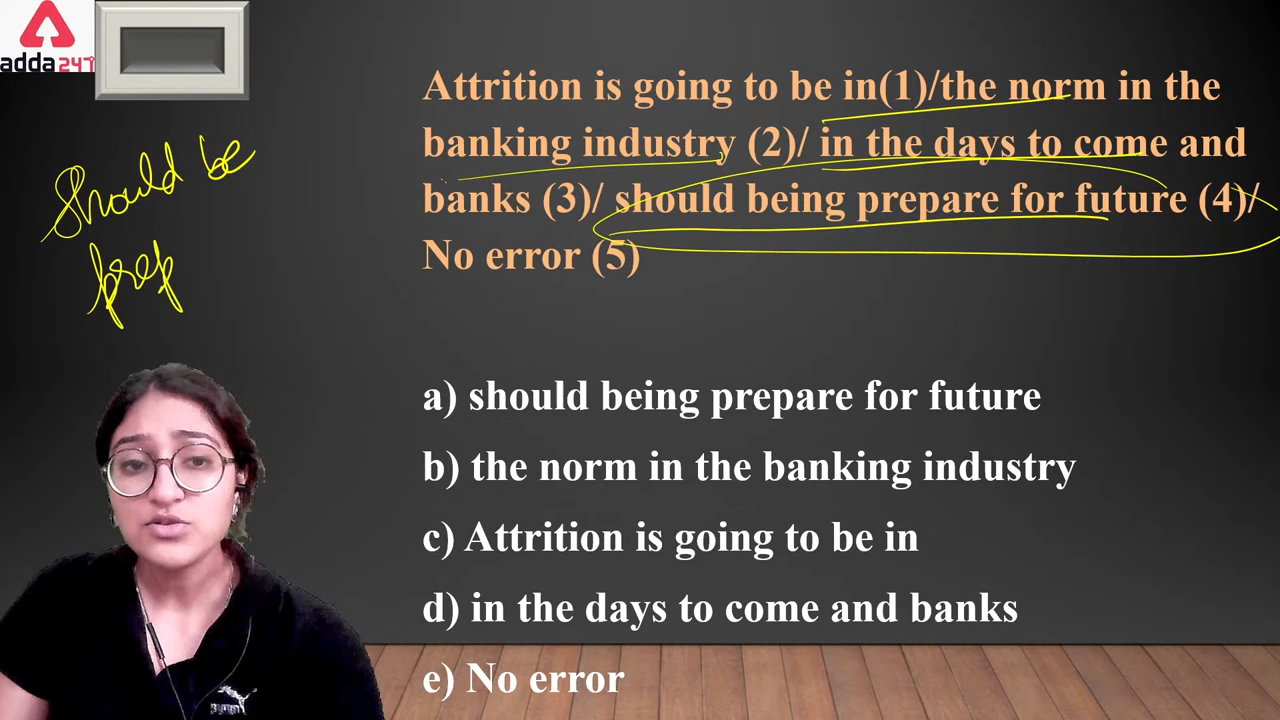 adda247
Attrition is going to be in(1)/the norm in the
banking industry (2)/ in the days to come and
banks (3)/ should being prepare for future (4)/
No error (5)
should be
prep
a) should being prepare for future
b) the norm in the banking industry
c) Attrition is going to be in
d) in the days to come and banks
e) No error
PUMA